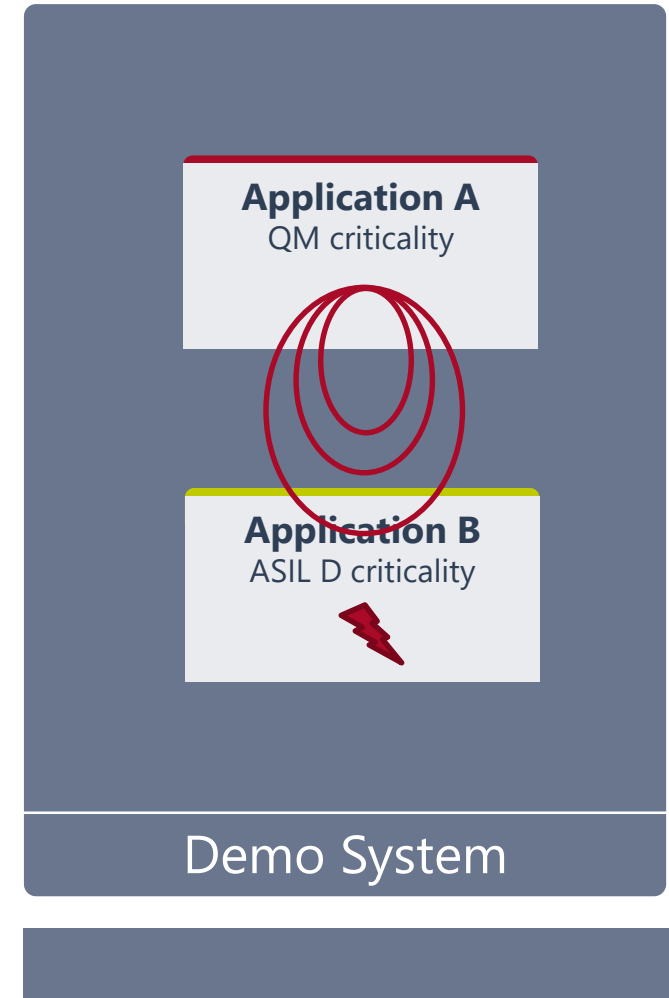 Application A
QM criticality
Application B
ASIL D criticality
Demo System